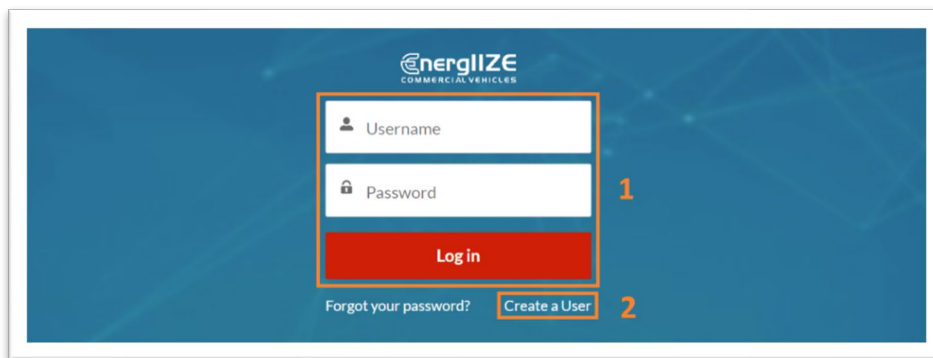 EnergIIZE
COMMERCIAL VEHICLES
Username
Password
1
Log in
Forgot your password? Create a User 2